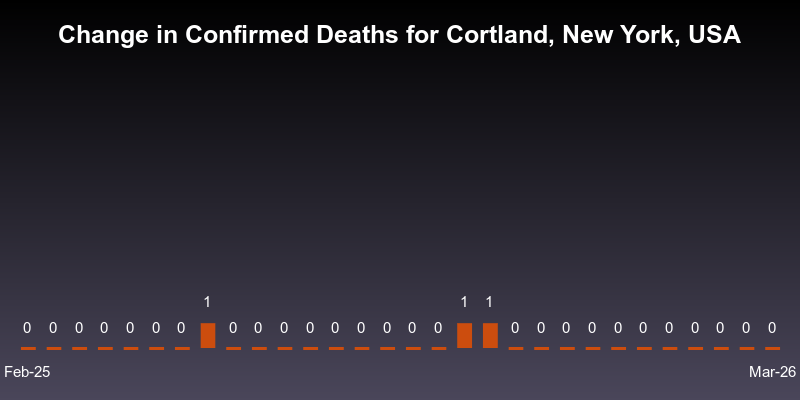 Change in Confirmed Deaths for Cortland, New York, USA
1 1 1
0 0 0 0 0 0 0 0 0 0 0 0 0 0 0 0 0 0 0 0 0 0 0 0 0 0 0
Feb-25 Mar-26